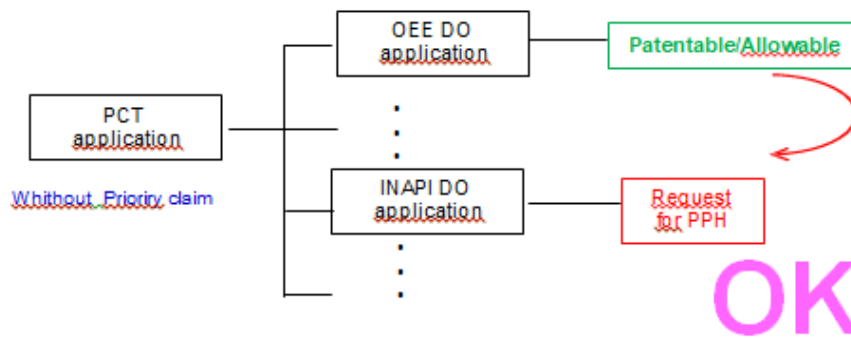 OEE DO
application
Patentable/Allowable
PCT
application
Whithout Prioriry claim
INAPI DO
application
Request
for PPH
OK